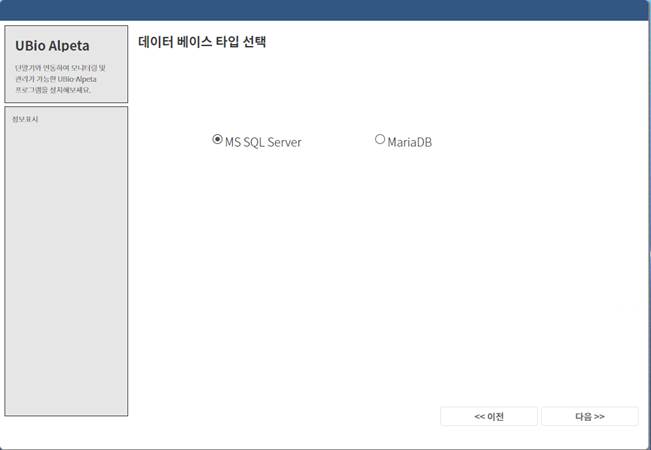 UBio Alpeta
단말기와 연동하여 모니터링 및
관리가 가능한 UBio-Alpeta
프로그램을 설치해보세요.
정보표시
데이터 베이스 타입 선택
MS SQL Server
MariaDB
<< 이전
다음 >>